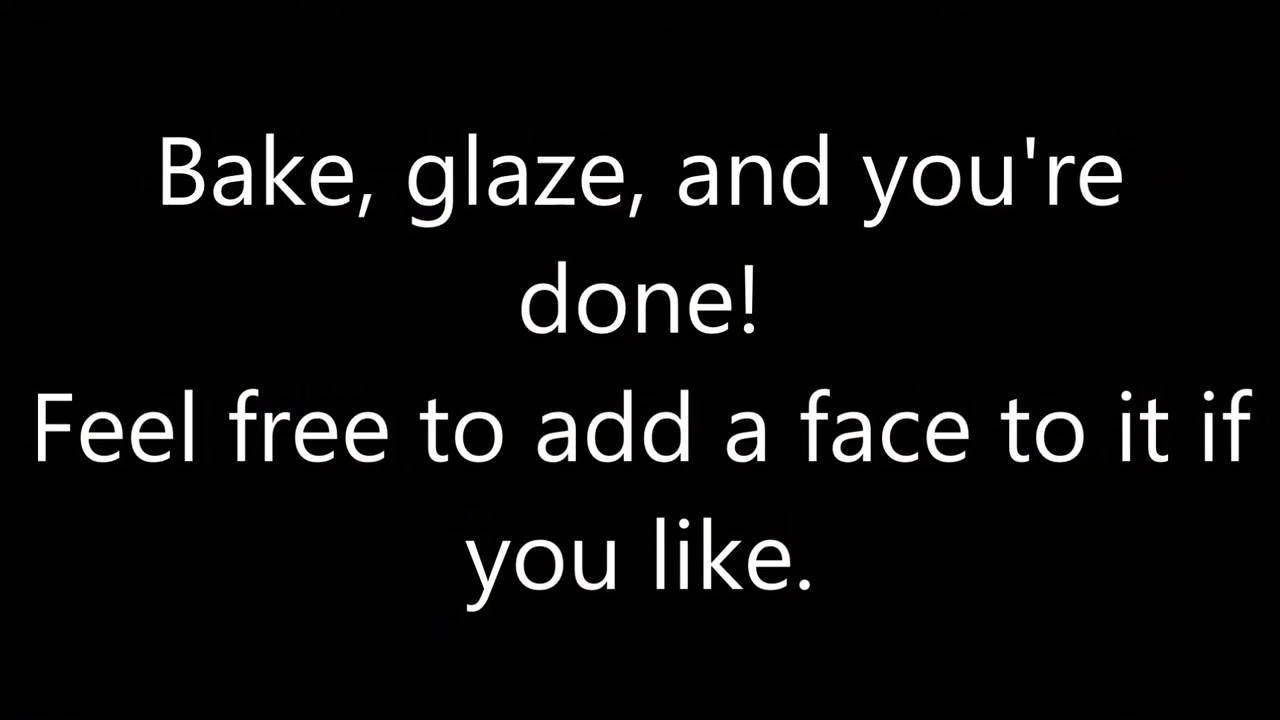 Bake, glaze, and you're
done!
Feel free to add a face to it if
you like.